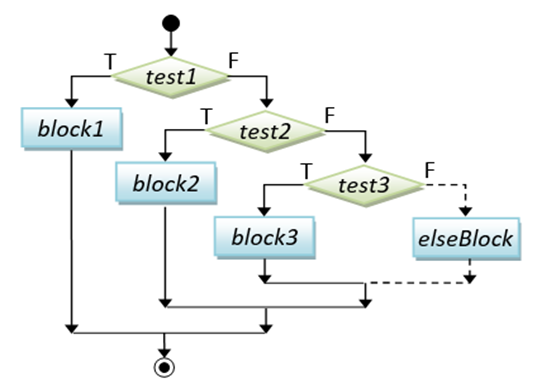 T
F
test1
block1
T
F
test2
block2
T
F
test3
block3
elseBlock